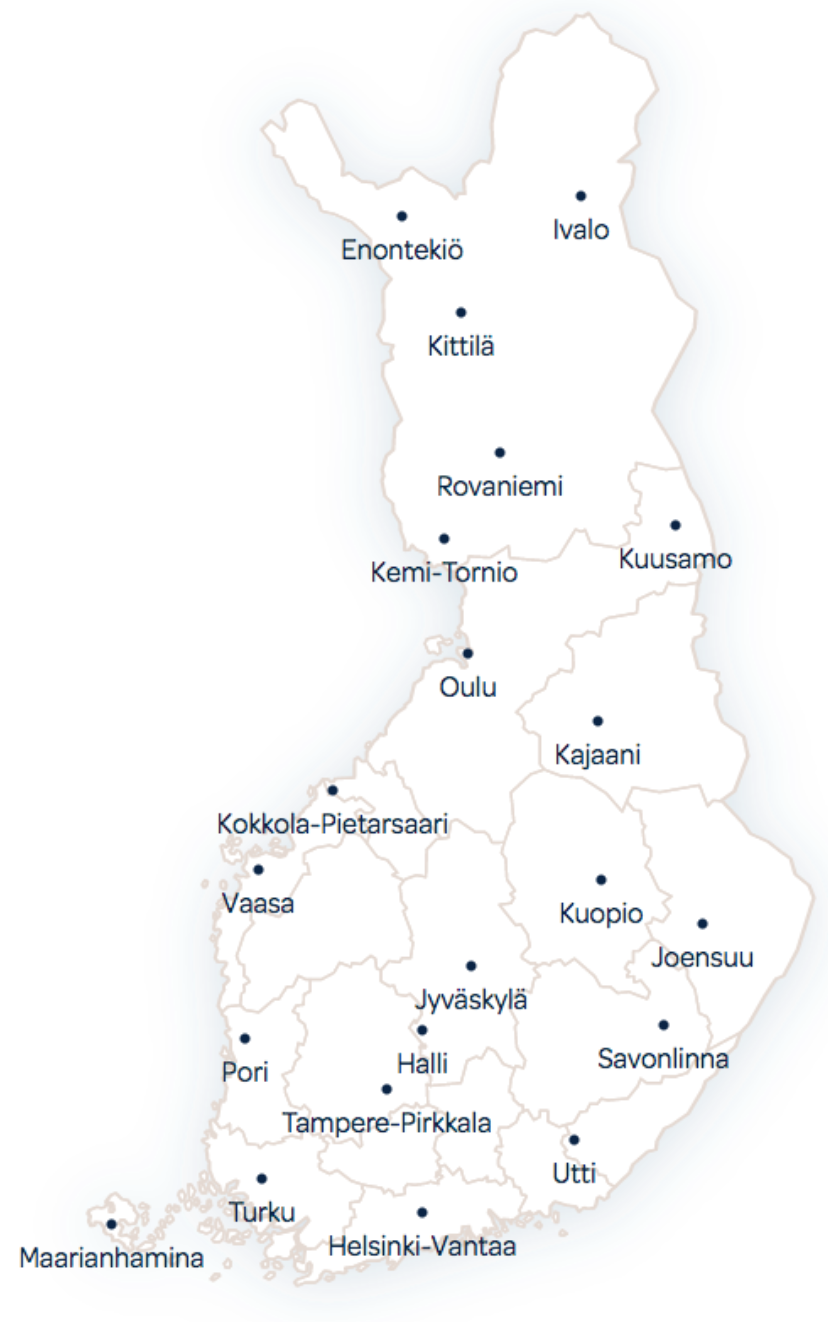 Ivalo
Enontekiö
Kittilä
Rovaniemi
Kuusamo
Kemi-Tornio
Oulu
Kajaani
Kokkola-Pietarsaari
Vaasa
Kuopio
Joensuu
Jyväskylä
Halli
Savonlinna
Pori
Tampere-Pirkkala
Utti
Turku
Helsinki-Vantaa
Maarianhamina